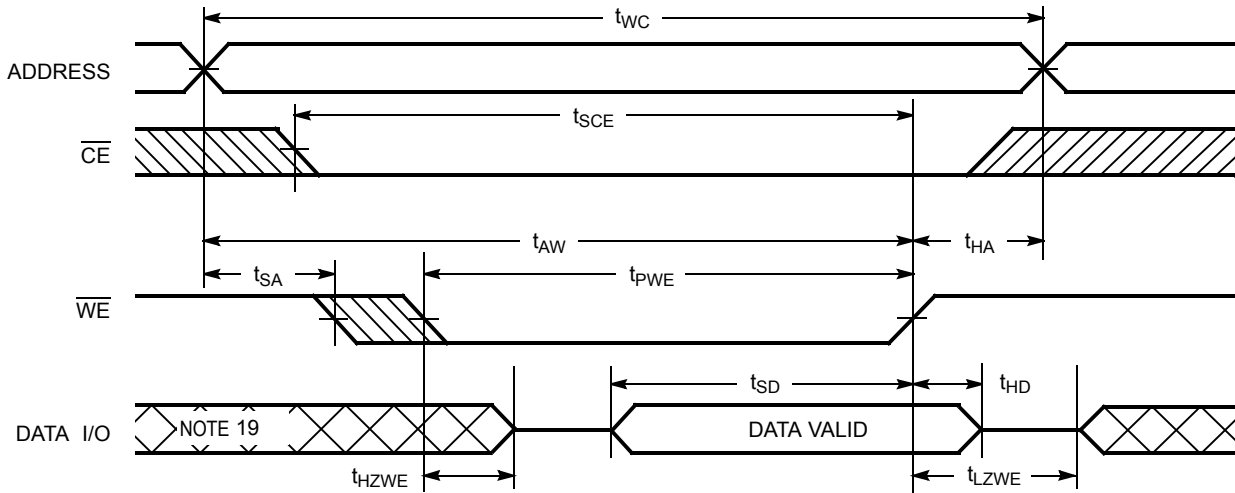 tWC
ADDRESS
tSCE
CE
tAW
tHA
tSA
tPWE
WE
tSD
tHD
DATA I/O
NOTE 19
DATA VALID
tHZWE
tLZWE